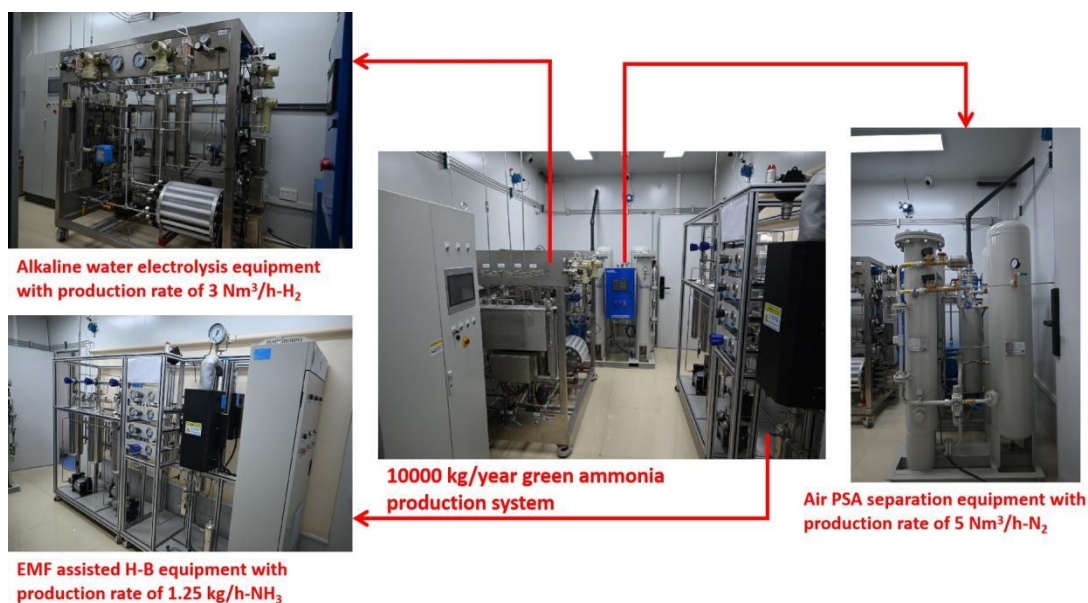 Alkaline water electrolysis equipment
with production rate of 3 Nm³/h-H₂
EMF assisted H-B equipment with
production rate of 1.25 kg/h-NH₃
10000 kg/year green ammonia
production system
Air PSA separation equipment with
production rate of 5 Nm³/h-N₂